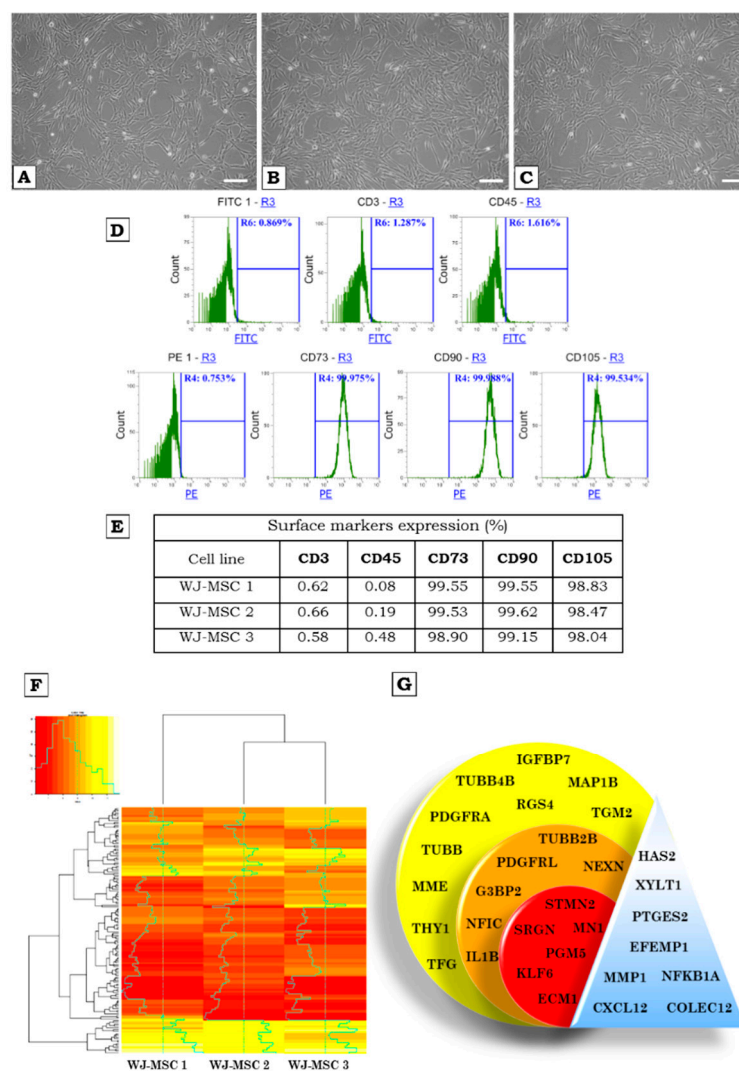 A
B
C
D
FITC 1 - R3
CD3 - R3
CD45 - R3
R6: 0.869%
R6: 1.287%
R6: 1.616%
Count
FITC
FITC
FITC
PE 1 - R3
CD73 - R3
CD90 - R3
CD105 - R3
R4: 0.753%
R4: 99.975%
R4: 99.988%
R4: 99.534%
Count
Count
Count
Count
PE
PE
PE
PE
E
Surface markers expression (%)
Cell line CD3 CD45 CD73 CD90 CD105
WJ-MSC 1 0.62 0.08 99.55 99.55 98.83
WJ-MSC 2 0.66 0.19 99.53 99.62 98.47
WJ-MSC 3 0.58 0.48 98.90 99.15 98.04
F
WJ-MSC 1 WJ-MSC 2 WJ-MSC 3
G
IGFBP7
TUBB4B
MAP1B
RGS4
PDGFRA
TGM2
TUBB
MME
THY1
TFG
TUBB2B
PDGFRL
NEXN
G3BP2
NFIC
IL1B
STMN2
SRGN
MN1
PGM5
KLF6
ECM1
HAS2
XYLT1
PTGES2
EFEMP1
MMP1
NFKB1A
CXCL12
COLEC12